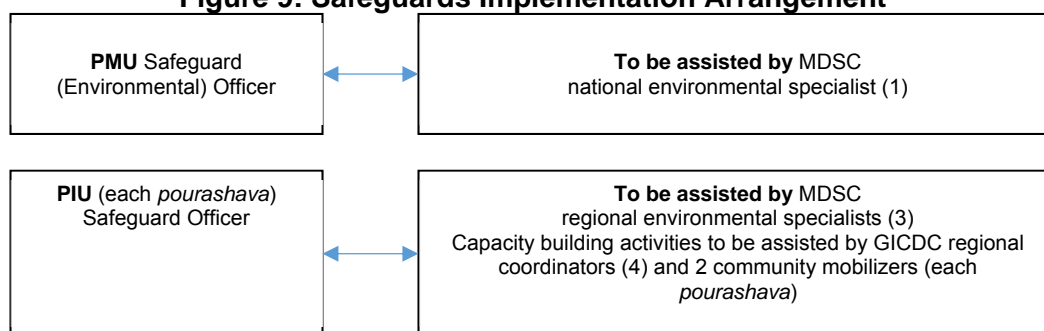 Figure 9: Safeguards Implementation Arrangement
PMU Safeguard
(Environmental) Officer
To be assisted by MDSC
national environmental specialist (1)
PIU (each pourashava)
Safeguard Officer
To be assisted by MDSC
regional environmental specialists (3)
Capacity building activities to be assisted by GICDC regional
coordinators (4) and 2 community mobilizers (each
pourashava)